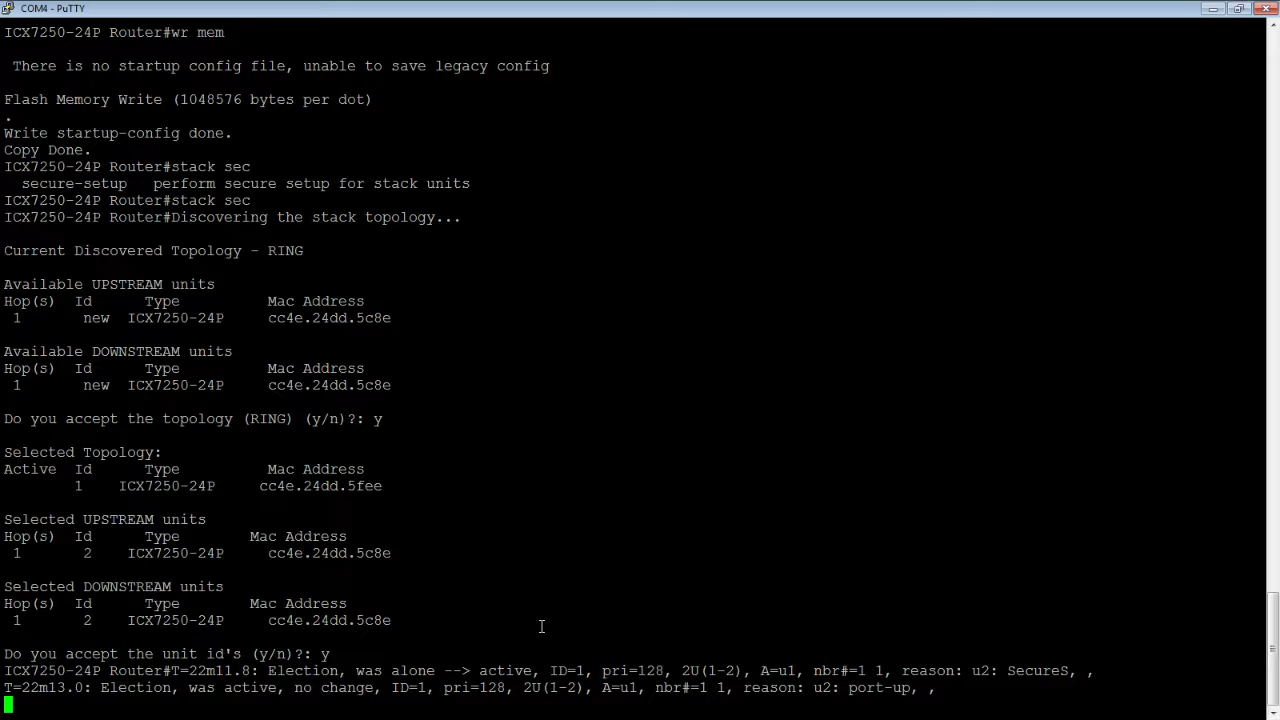 COM4 - PuTTY
ICX7250-24P Router#wr mem
There is no startup config file, unable to save legacy config
Flash Memory Write (1048576 bytes per dot)
.
Write startup-config done.
Copy Done.
ICX7250-24P Router#stack sec
secure-setup   perform secure setup for stack units
ICX7250-24P Router#stack sec
ICX7250-24P Router#Discovering the stack topology...
Current Discovered Topology - RING
Available UPSTREAM units
Hop(s)  Id      Type          Mac Address
1       new  ICX7250-24P     cc4e.24dd.5c8e
Available DOWNSTREAM units
Hop(s)  Id      Type          Mac Address
1       new  ICX7250-24P     cc4e.24dd.5c8e
Do you accept the topology (RING) (y/n)?: y
Selected Topology:
Active  Id      Type          Mac Address
1    ICX7250-24P     cc4e.24dd.5fee
Selected UPSTREAM units
Hop(s)  Id      Type        Mac Address
1       2    ICX7250-24P     cc4e.24dd.5c8e
Selected DOWNSTREAM units
Hop(s)  Id      Type        Mac Address
1       2    ICX7250-24P     cc4e.24dd.5c8e
Do you accept the unit id's (y/n)?: y
ICX7250-24P Router#T=22m11.8: Election, was alone --> active, ID=1, pri=128, 2U(1-2), A=u1, nbr#=1 1, reason: u2: SecureS, ,
T=22m13.0: Election, was active, no change, ID=1, pri=128, 2U(1-2), A=u1, nbr#=1 1, reason: u2: port-up, ,